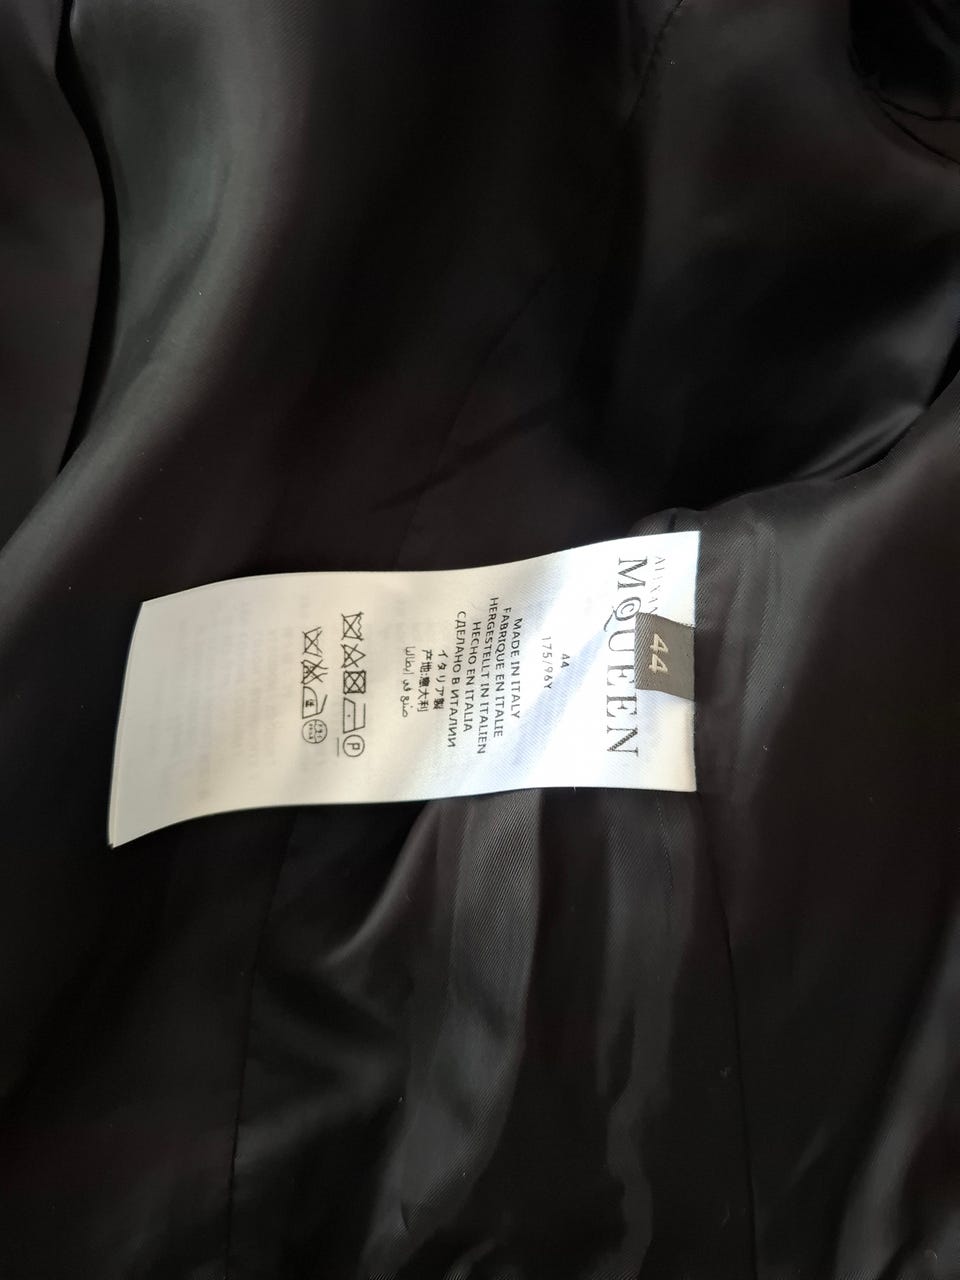 McQUEEN
44
44
175/96Y
MADE IN ITALY
FABRIQUE EN ITALIE
HERGESTELLT IN ITALIEN
HECHO EN ITALIA
СДЕЛАНО В ИТАЛИИ
イタリア製
产地:意大利
صنع في إيطاليا
P